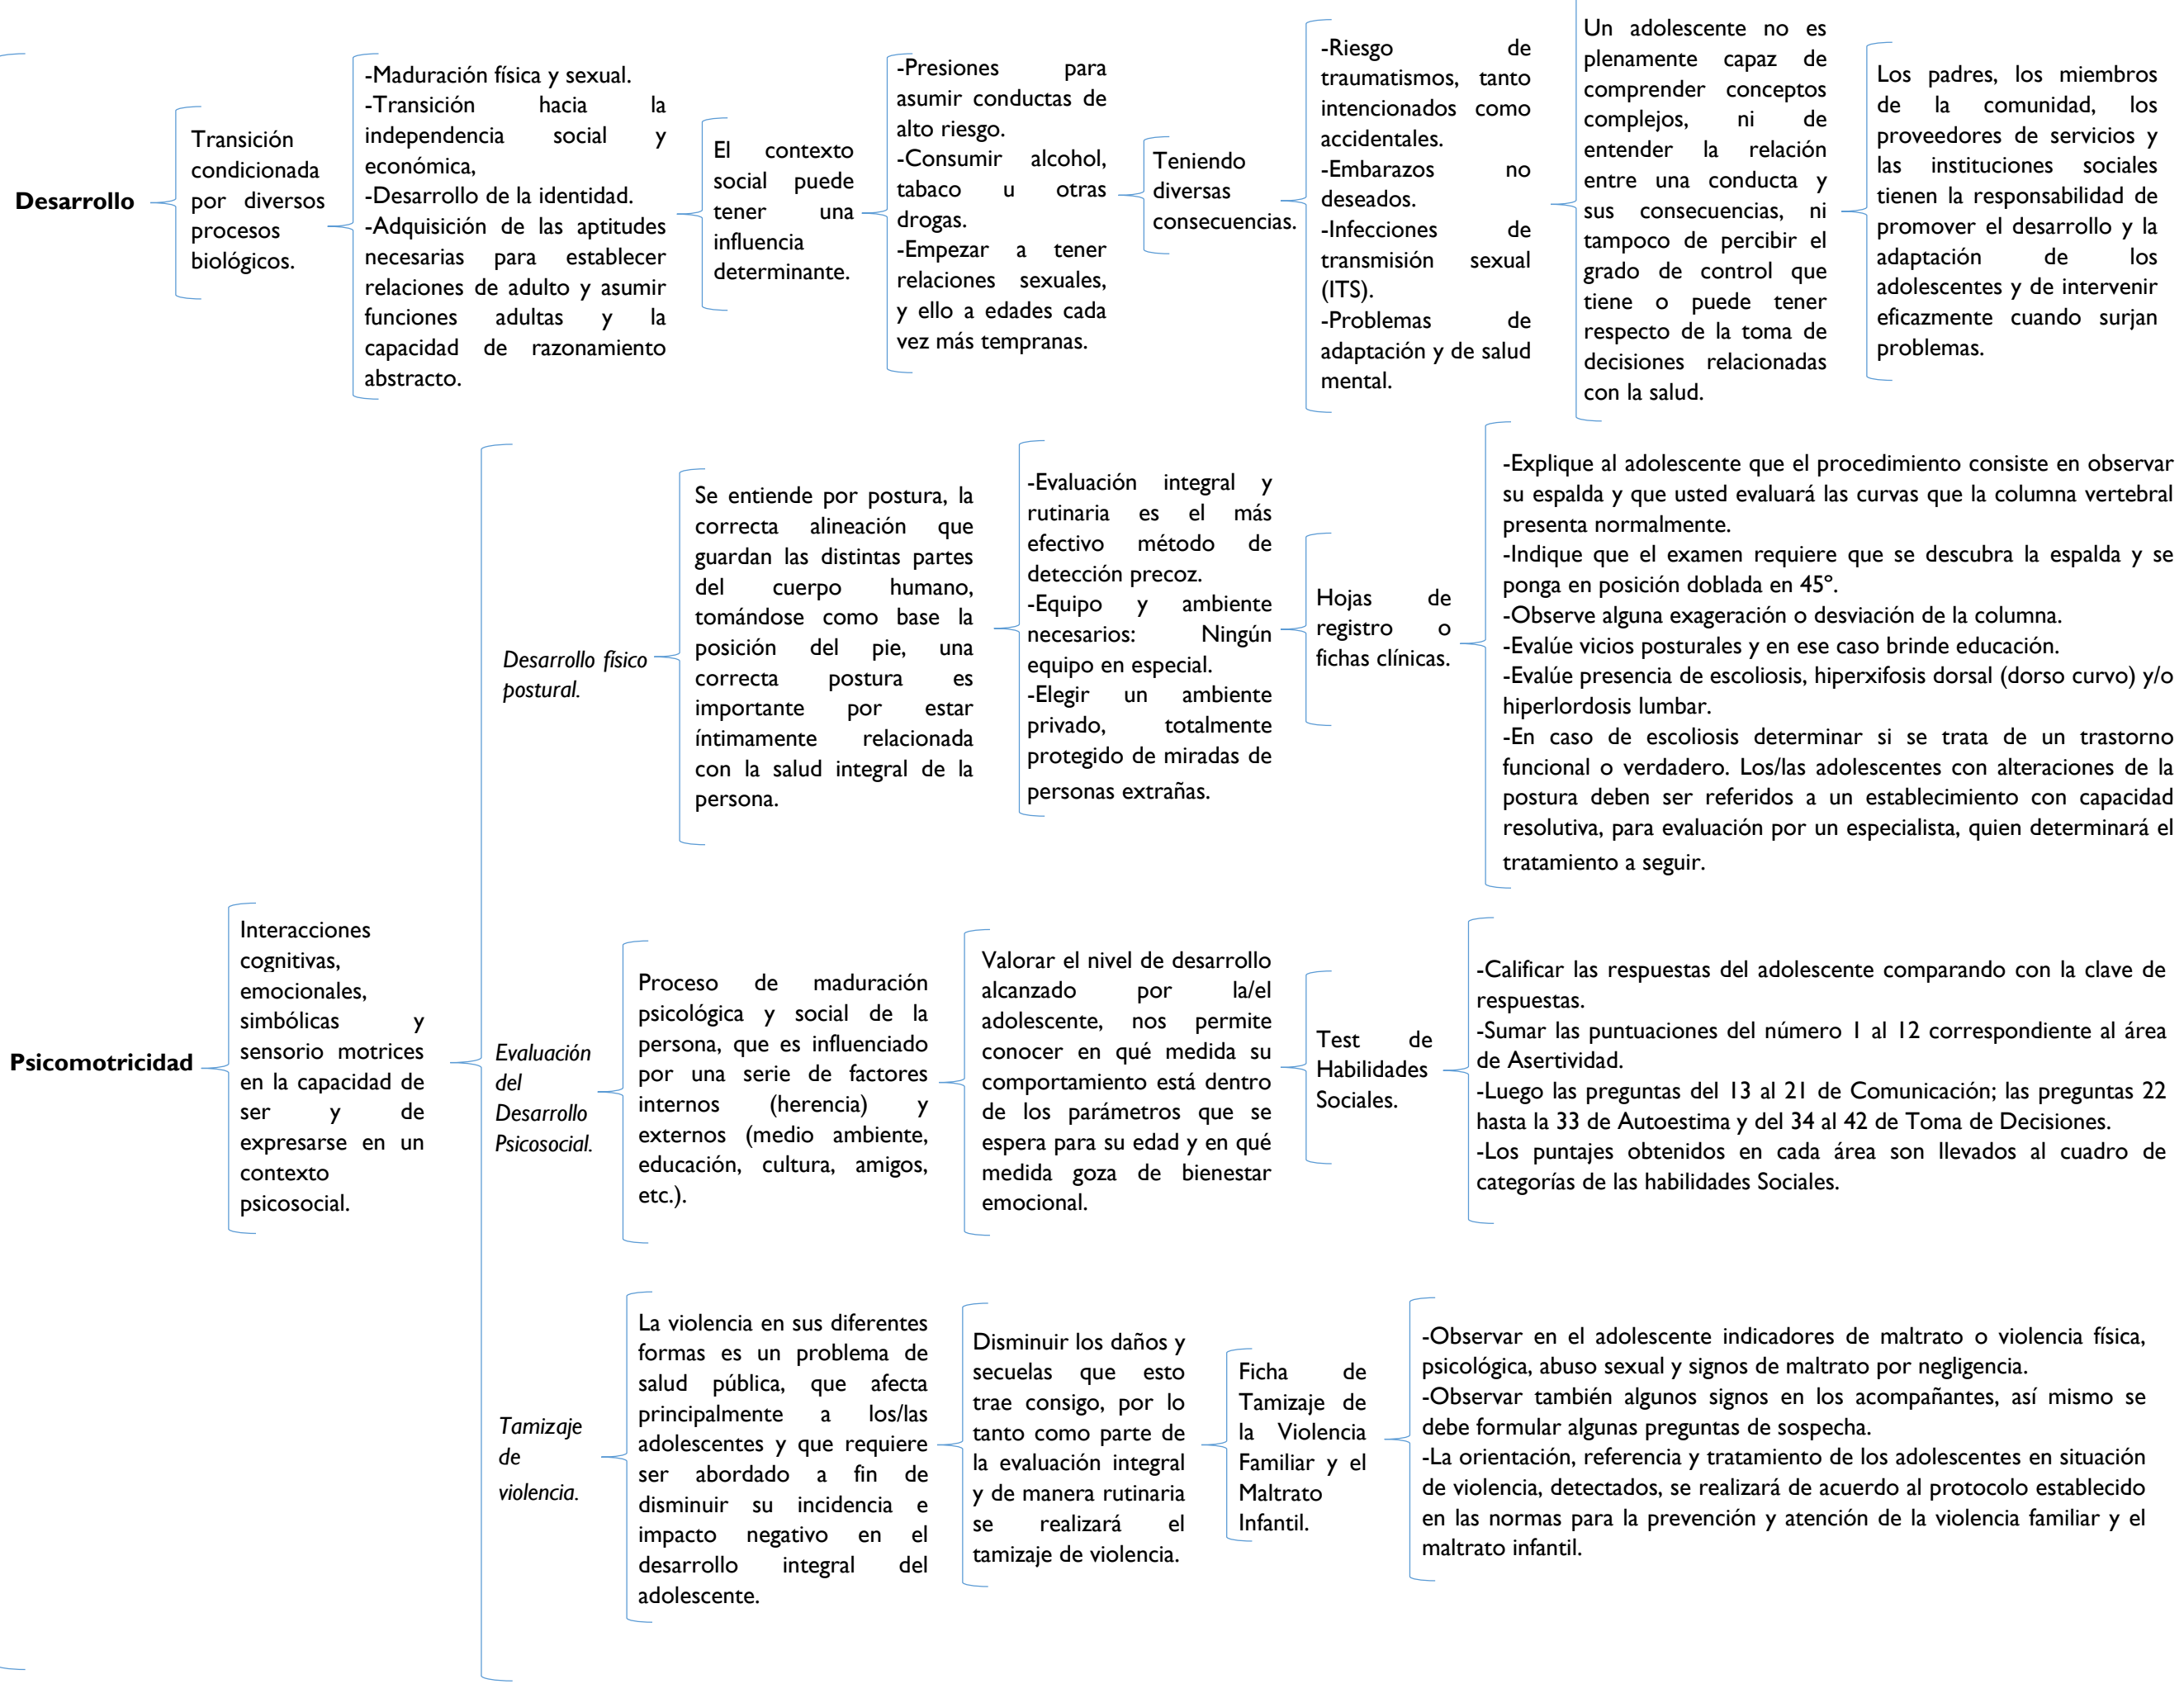 Desarrollo
Transición
condicionada
por diversos
procesos
biológicos.
-Maduración física y sexual.
-Transición hacia la
independencia social y
económica,
-Desarrollo de la identidad.
-Adquisición de las aptitudes
necesarias para establecer
relaciones de adulto y asumir
funciones adultas y la
capacidad de razonamiento
abstracto.
El contexto
social puede
tener una
influencia
determinante.
-Presiones para
asumir conductas de
alto riesgo.
-Consumir alcohol,
tabaco u otras
drogas.
-Empezar a tener
relaciones sexuales,
y ello a edades cada
vez más tempranas.
Teniendo
diversas
consecuencias.
-Riesgo de
traumatismos, tanto
intencionados como
accidentales.
-Embarazos no
deseados.
-Infecciones de
transmisión sexual
(ITS).
-Problemas de
adaptación y de salud
mental.
Un adolescente no es
plenamente capaz de
comprender conceptos
complejos, ni de
entender la relación
entre una conducta y
sus consecuencias, ni
tampoco de percibir el
grado de control que
tiene o puede tener
respecto de la toma de
decisiones relacionadas
con la salud.
Los padres, los miembros
de la comunidad, los
proveedores de servicios y
las instituciones sociales
tienen la responsabilidad de
promover el desarrollo y la
adaptación de los
adolescentes y de intervenir
eficazmente cuando surjan
problemas.
Psicomotricidad
Interacciones
cognitivas,
emocionales,
simbólicas y
sensorio motrices
en la capacidad de
ser y de
expresarse en un
contexto
psicosocial.
Desarrollo físico
postural.
Se entiende por postura, la
correcta alineación que
guardan las distintas partes
del cuerpo humano,
tomándose como base la
posición del pie, una
correcta postura es
importante por estar
íntimamente relacionada
con la salud integral de la
persona.
-Evaluación integral y
rutinaria es el más
efectivo método de
detección precoz.
-Equipo y ambiente
necesarios: Ningún
equipo en especial.
-Elegir un ambiente
privado, totalmente
protegido de miradas de
personas extrañas.
Hojas de
registro o
fichas clínicas.
-Explique al adolescente que el procedimiento consiste en observar
su espalda y que usted evaluará las curvas que la columna vertebral
presenta normalmente.
-Indique que el examen requiere que se descubra la espalda y se
ponga en posición doblada en 45º.
-Observe alguna exageración o desviación de la columna.
-Evalúe vicios posturales y en ese caso brinde educación.
-Evalúe presencia de escoliosis, hiperxifosis dorsal (dorso curvo) y/o
hiperlordosis lumbar.
-En caso de escoliosis determinar si se trata de un trastorno
funcional o verdadero. Los/las adolescentes con alteraciones de la
postura deben ser referidos a un establecimiento con capacidad
resolutiva, para evaluación por un especialista, quien determinará el
tratamiento a seguir.
Evaluación
del
Desarrollo
Psicosocial.
Proceso de maduración
psicológica y social de la
persona, que es influenciado
por una serie de factores
internos (herencia) y
externos (medio ambiente,
educación, cultura, amigos,
etc.).
Valorar el nivel de desarrollo
alcanzado por la/el
adolescente, nos permite
conocer en qué medida su
comportamiento está dentro
de los parámetros que se
espera para su edad y en qué
medida goza de bienestar
emocional.
Test de
Habilidades
Sociales.
-Calificar las respuestas del adolescente comparando con la clave de
respuestas.
-Sumar las puntuaciones del número 1 al 12 correspondiente al área
de Asertividad.
-Luego las preguntas del 13 al 21 de Comunicación; las preguntas 22
hasta la 33 de Autoestima y del 34 al 42 de Toma de Decisiones.
-Los puntajes obtenidos en cada área son llevados al cuadro de
categorías de las habilidades Sociales.
Tamizaje
de
violencia.
La violencia en sus diferentes
formas es un problema de
salud pública, que afecta
principalmente a los/las
adolescentes y que requiere
ser abordado a fin de
disminuir su incidencia e
impacto negativo en el
desarrollo integral del
adolescente.
Disminuir los daños y
secuelas que esto
trae consigo, por lo
tanto como parte de
la evaluación integral
y de manera rutinaria
se realizará el
tamizaje de violencia.
Ficha de
Tamizaje de
la Violencia
Familiar y el
Maltrato
Infantil.
-Observar en el adolescente indicadores de maltrato o violencia física,
psicológica, abuso sexual y signos de maltrato por negligencia.
-Observar también algunos signos en los acompañantes, así mismo se
debe formular algunas preguntas de sospecha.
-La orientación, referencia y tratamiento de los adolescentes en situación
de violencia, detectados, se realizará de acuerdo al protocolo establecido
en las normas para la prevención y atención de la violencia familiar y el
maltrato infantil.